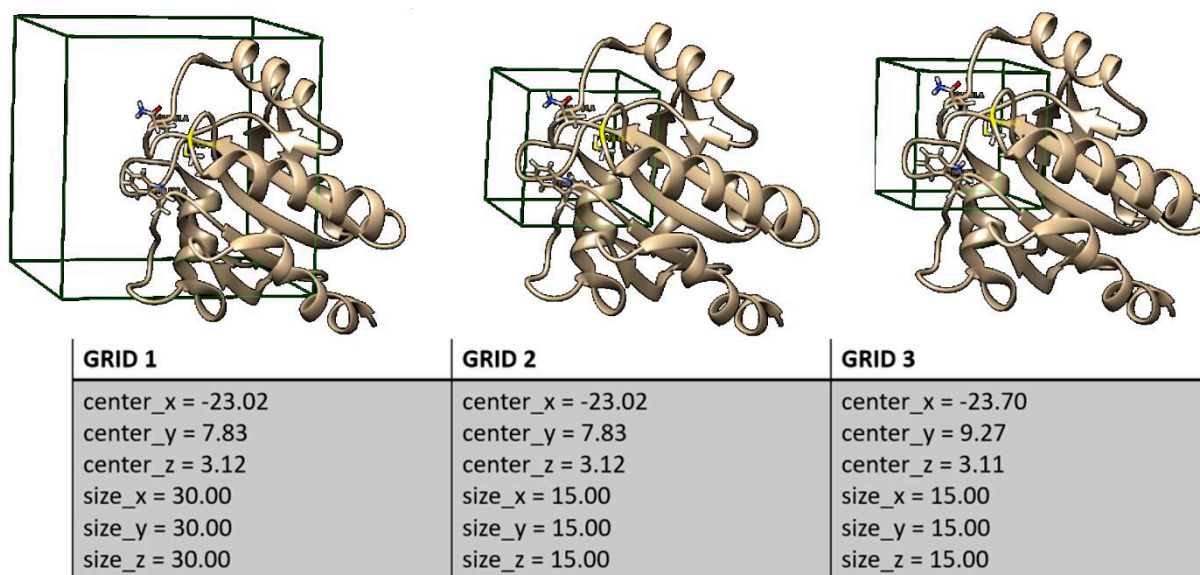 GRID 1 GRID 2 GRID 3
center_x = -23.02 center_x = -23.02 center_x = -23.70
center_y = 7.83 center_y = 7.83 center_y = 9.27
center_z = 3.12 center_z = 3.12 center_z = 3.11
size_x = 30.00 size_x = 15.00 size_x = 15.00
size_y = 30.00 size_y = 15.00 size_y = 15.00
size_z = 30.00 size_z = 15.00 size_z = 15.00